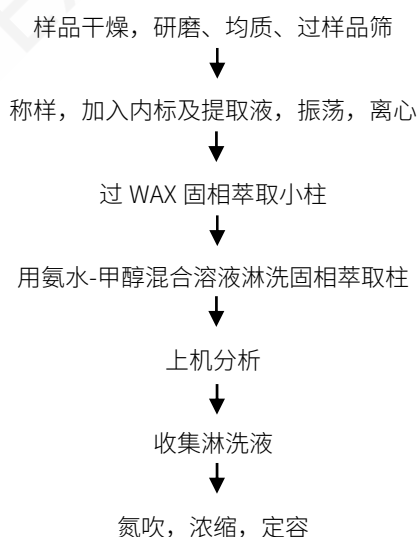 样品干燥，研磨、均质、过样品筛
称样，加入内标及提取液，振荡，离心
过 WAX 固相萃取小柱
用氨水-甲醇混合溶液淋洗固相萃取柱
上机分析
收集淋洗液
氮吹，浓缩，定容